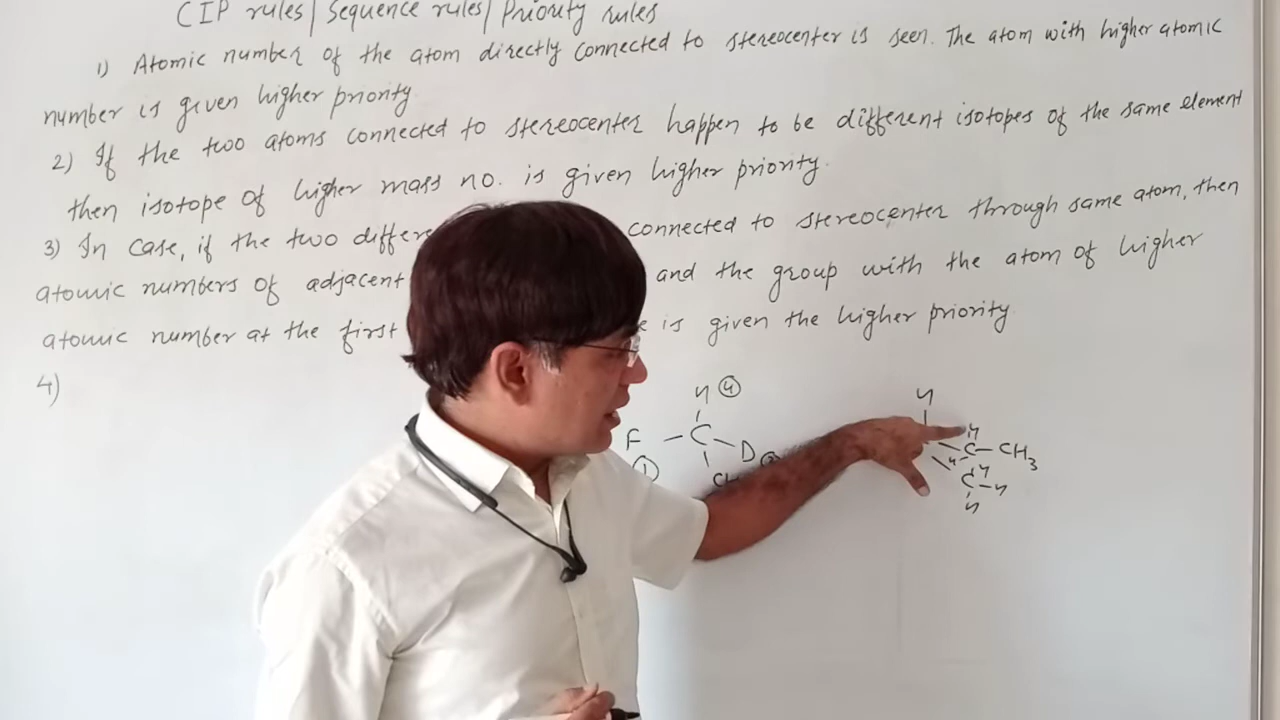 CIP rules/ Sequence rules/ Priority rules
1) Atomic number of the atom directly connected to stereocenter is seen. The atom with higher atomic
number is given higher priority.
2) If the two atoms connected to stereocenter happen to be different isotopes of the same element
then isotope of higher mass no. is given higher priority.
3) In case, if the two connected to stereocenter through same atom, then
atomic numbers of adjacent and the group with the atom of higher
atomic number at the first is given the higher priority
4)
H 4
F - C - D
1
H
H
C - CH3
H
C H
- H
H